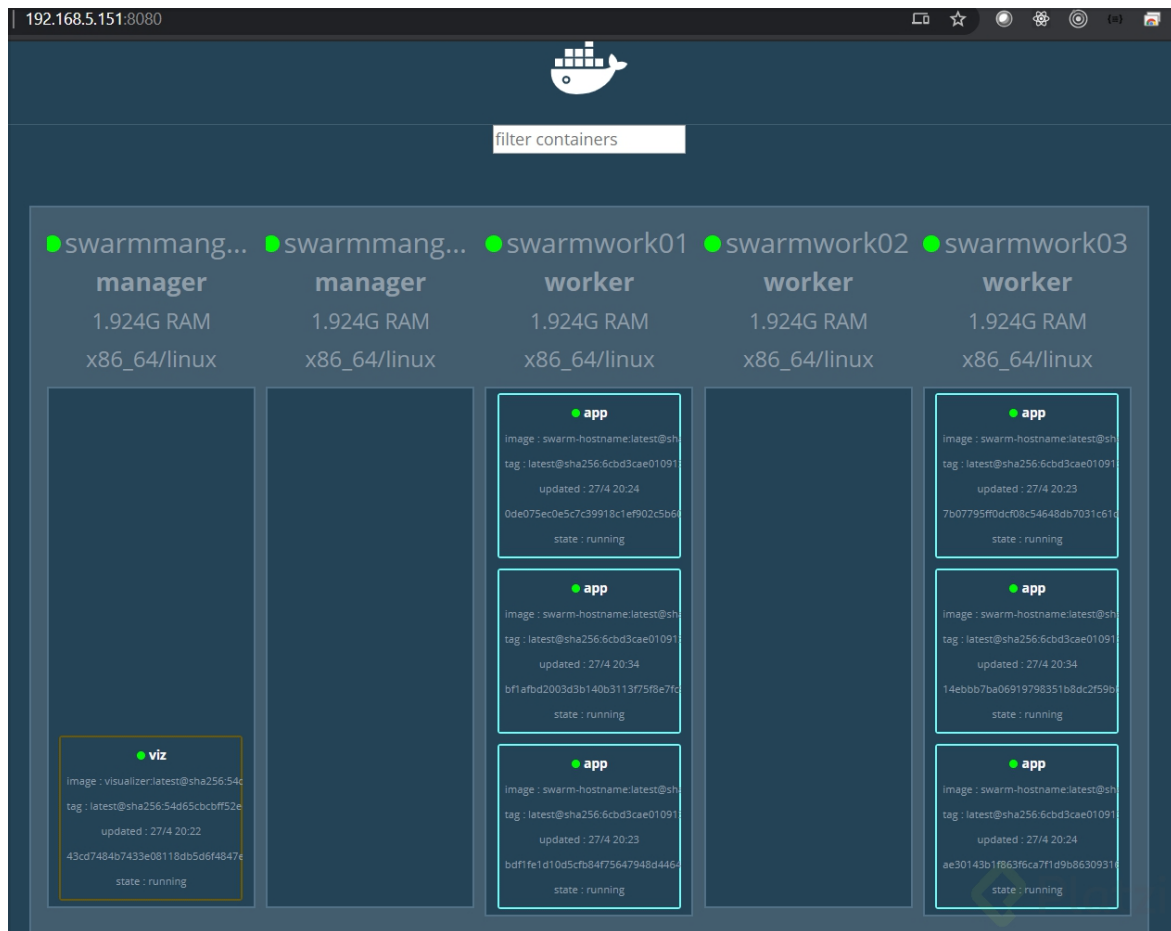 192.168.5.151:8080
filter containers
swarmmang...
manager
1.924G RAM
x86_64/linux
swarmmang...
manager
1.924G RAM
x86_64/linux
swarmwork01
worker
1.924G RAM
x86_64/linux
swarmwork02
worker
1.924G RAM
x86_64/linux
swarmwork03
worker
1.924G RAM
x86_64/linux
viz
image : visualizer:latest@sha256:54d
tag : latest@sha256:54d65cbcbff52e
updated : 27/4 20:22
43cd7484b7433e08118db5d6f4847e
state : running
app
image : swarm-hostname:latest@sh
tag : latest@sha256:6cbd3cae01091
updated : 27/4 20:24
0de075ec0e5c7c39918c1ef902c5b60
state : running
app
image : swarm-hostname:latest@sh
tag : latest@sha256:6cbd3cae01091
updated : 27/4 20:34
bf1afbd2003d3b140b3113f75f8e7fc
state : running
app
image : swarm-hostname:latest@sh
tag : latest@sha256:6cbd3cae01091
updated : 27/4 20:23
bdf1fe1d10d5cfb84f75647948d4464
state : running
app
image : swarm-hostname:latest@sh
tag : latest@sha256:6cbd3cae01091
updated : 27/4 20:23
7b07795ff0dcf08c54648db7031c61d
state : running
app
image : swarm-hostname:latest@sh
tag : latest@sha256:6cbd3cae01091
updated : 27/4 20:34
14ebbb7ba06919798351b8dc2f59b
state : running
app
image : swarm-hostname:latest@sh
tag : latest@sha256:6cbd3cae01091
updated : 27/4 20:24
ae30143b1f863f6ca7f1d9b8630931
state : running